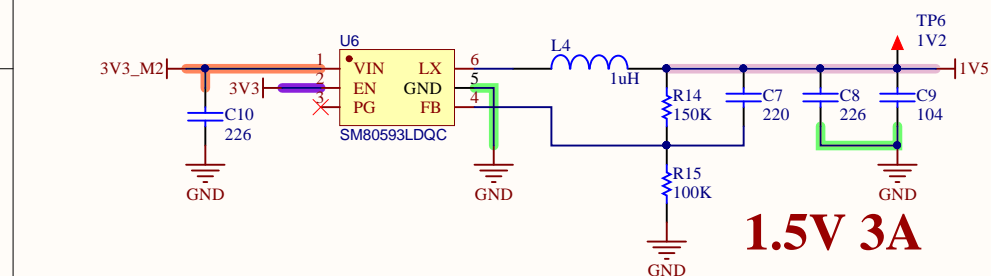 TP6
1V2
U6
L4
3V3_M2
1
VIN
LX
6
1uH
1V5
3V3
2
EN
GND
5
3
PG
FB
4
R14
150K
C7
220
C8
226
C9
104
C10
226
SM80593LDQC
R15
100K
GND
GND
GND
GND
1.5V 3A